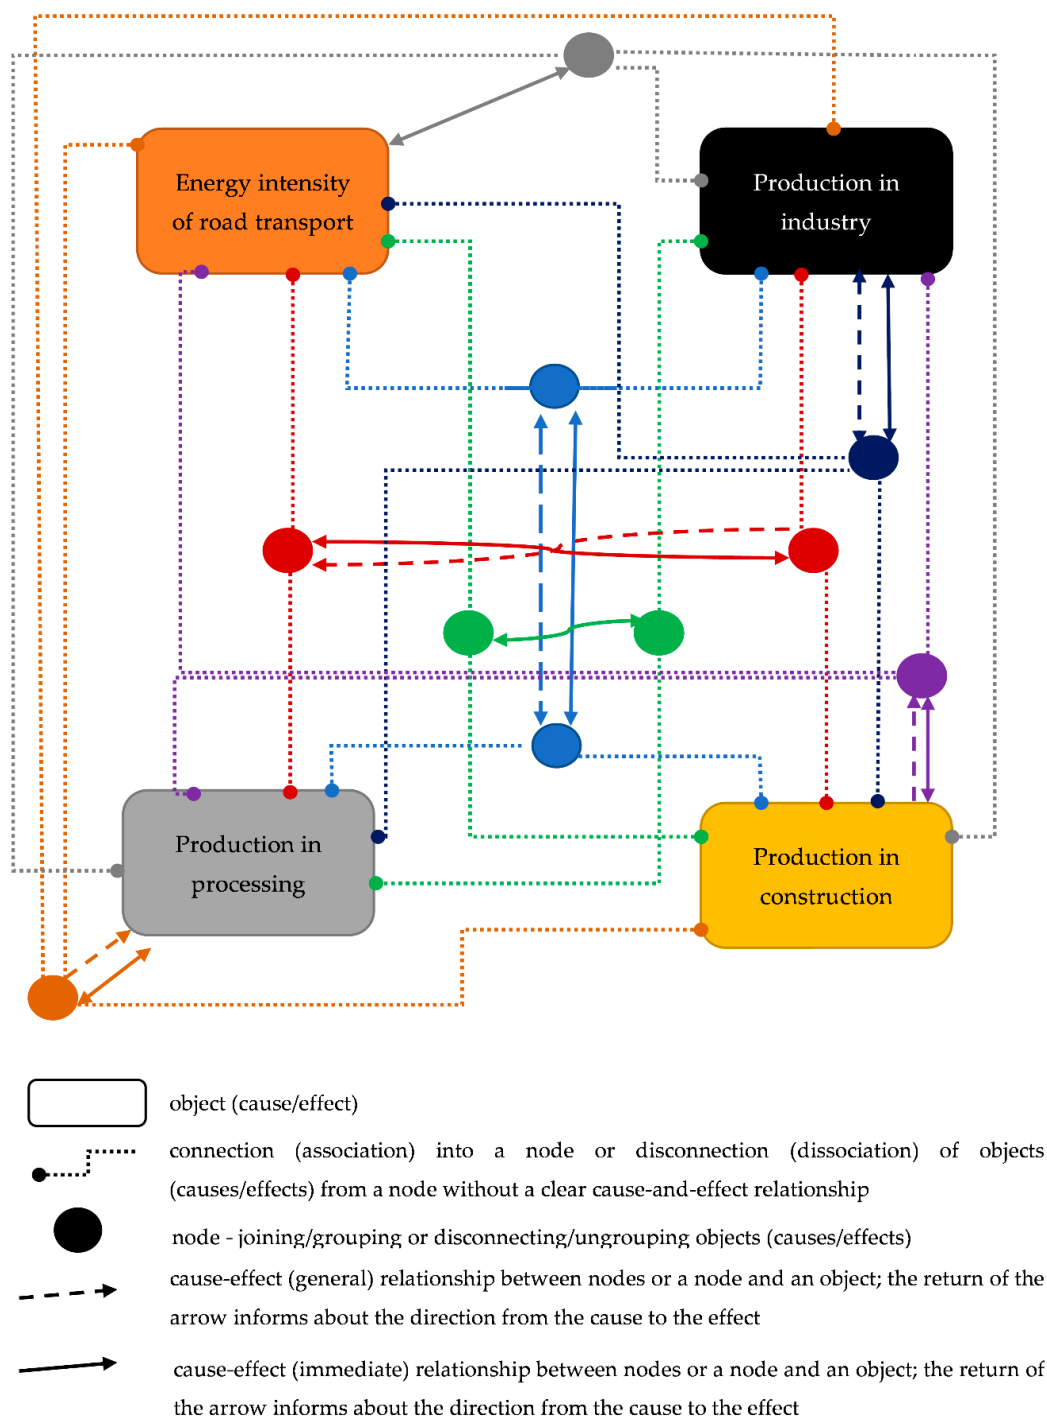 Energy intensity
of road transport
Production in
industry
Production in
processing
Production in
construction
object (cause/effect)
connection (association) into a node or disconnection (dissociation) of objects
(causes/effects) from a node without a clear cause-and-effect relationship
node - joining/grouping or disconnecting/ungrouping objects (causes/effects)
cause-effect (general) relationship between nodes or a node and an object; the return of the
arrow informs about the direction from the cause to the effect
cause-effect (immediate) relationship between nodes or a node and an object; the return of
the arrow informs about the direction from the cause to the effect